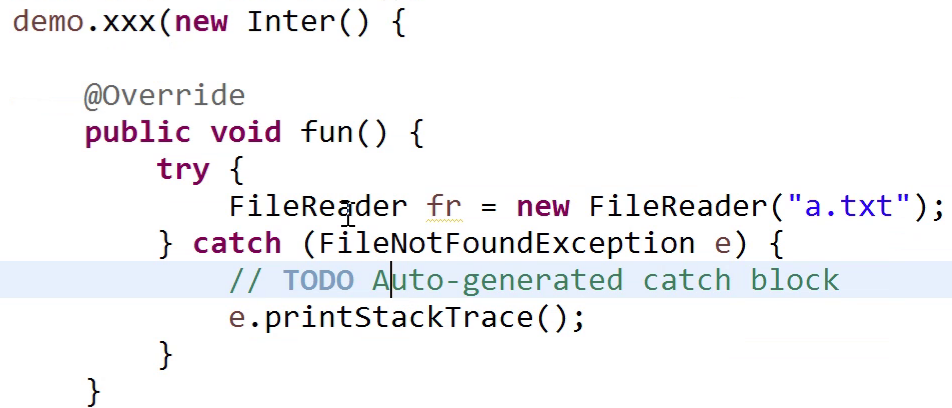 demo.xxx(new Inter() {
@Override
public void fun() {
try {
FileReader fr = new FileReader("a.txt");
} catch (FileNotFoundException e) {
// TODO Auto-generated catch block
e.printStackTrace();
}
}